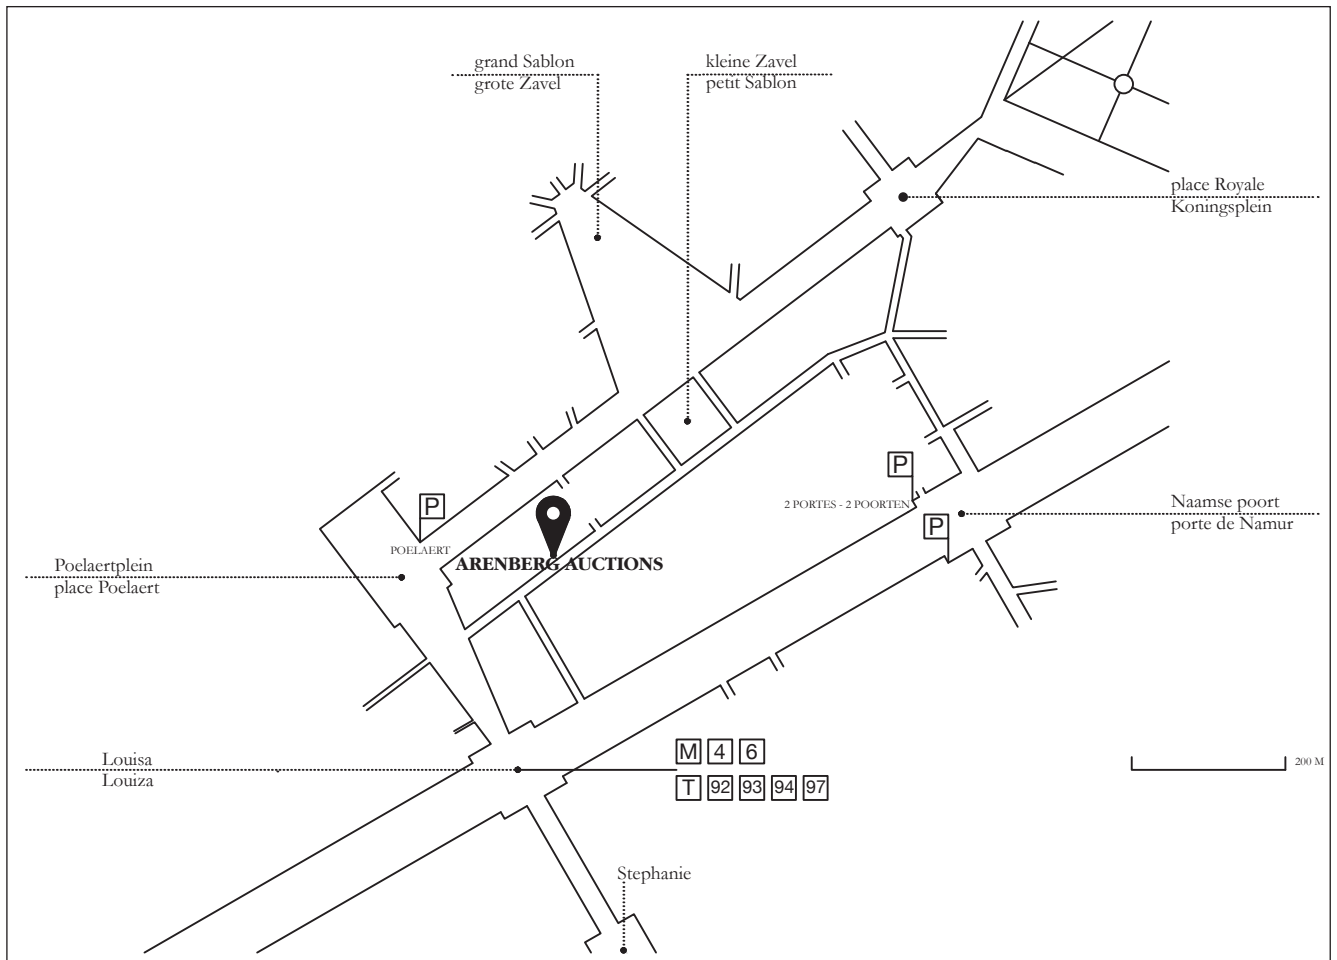 grand Sablon
grote Zavel
kleine Zavel
petit Sablon
place Royale
Koningsplein
P
P
2 PORTES - 2 POORTEN
P
Naamse poort
porte de Namur
POELAERT
ARENBERG AUCTIONS
Poelaertplein
place Poelaert
Louisa
Louiza
M 4 6
T 92 93 94 97
200 M
Stephanie